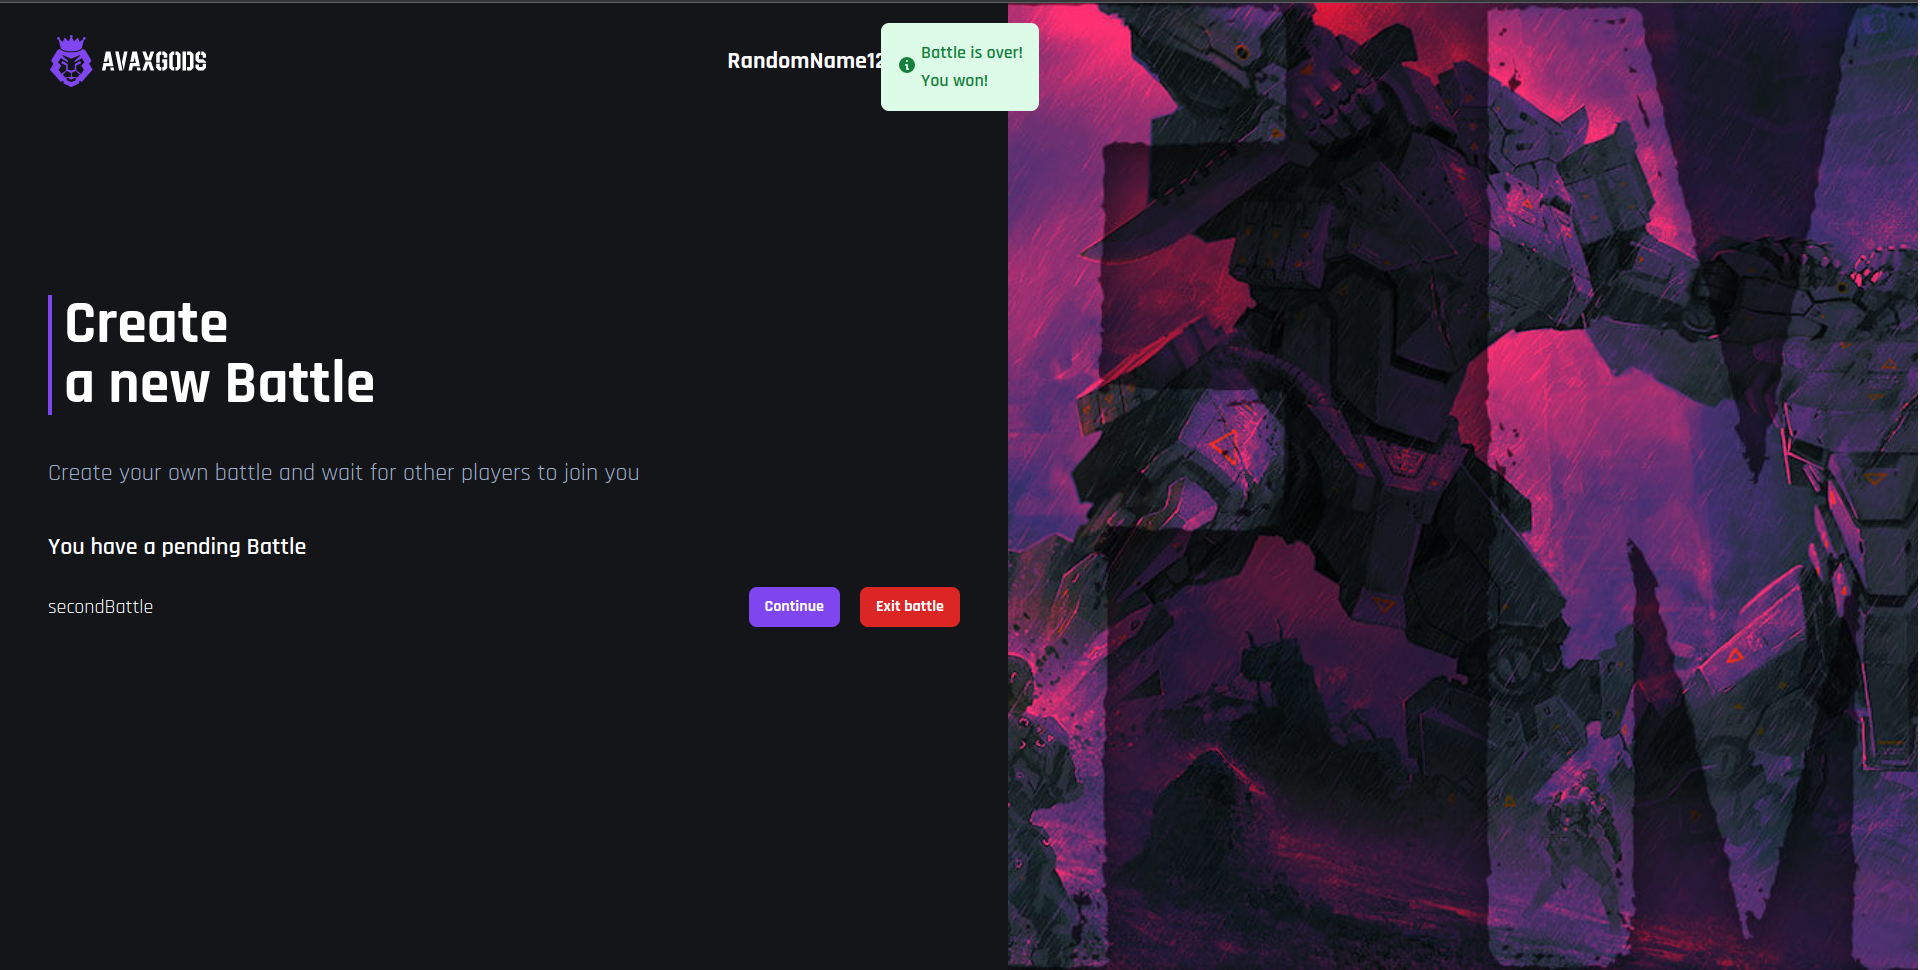 AVAXGODS
RandomName12
Battle is over!
You won!
Create
a new Battle
Create your own battle and wait for other players to join you
You have a pending Battle
secondBattle
Continue
Exit battle